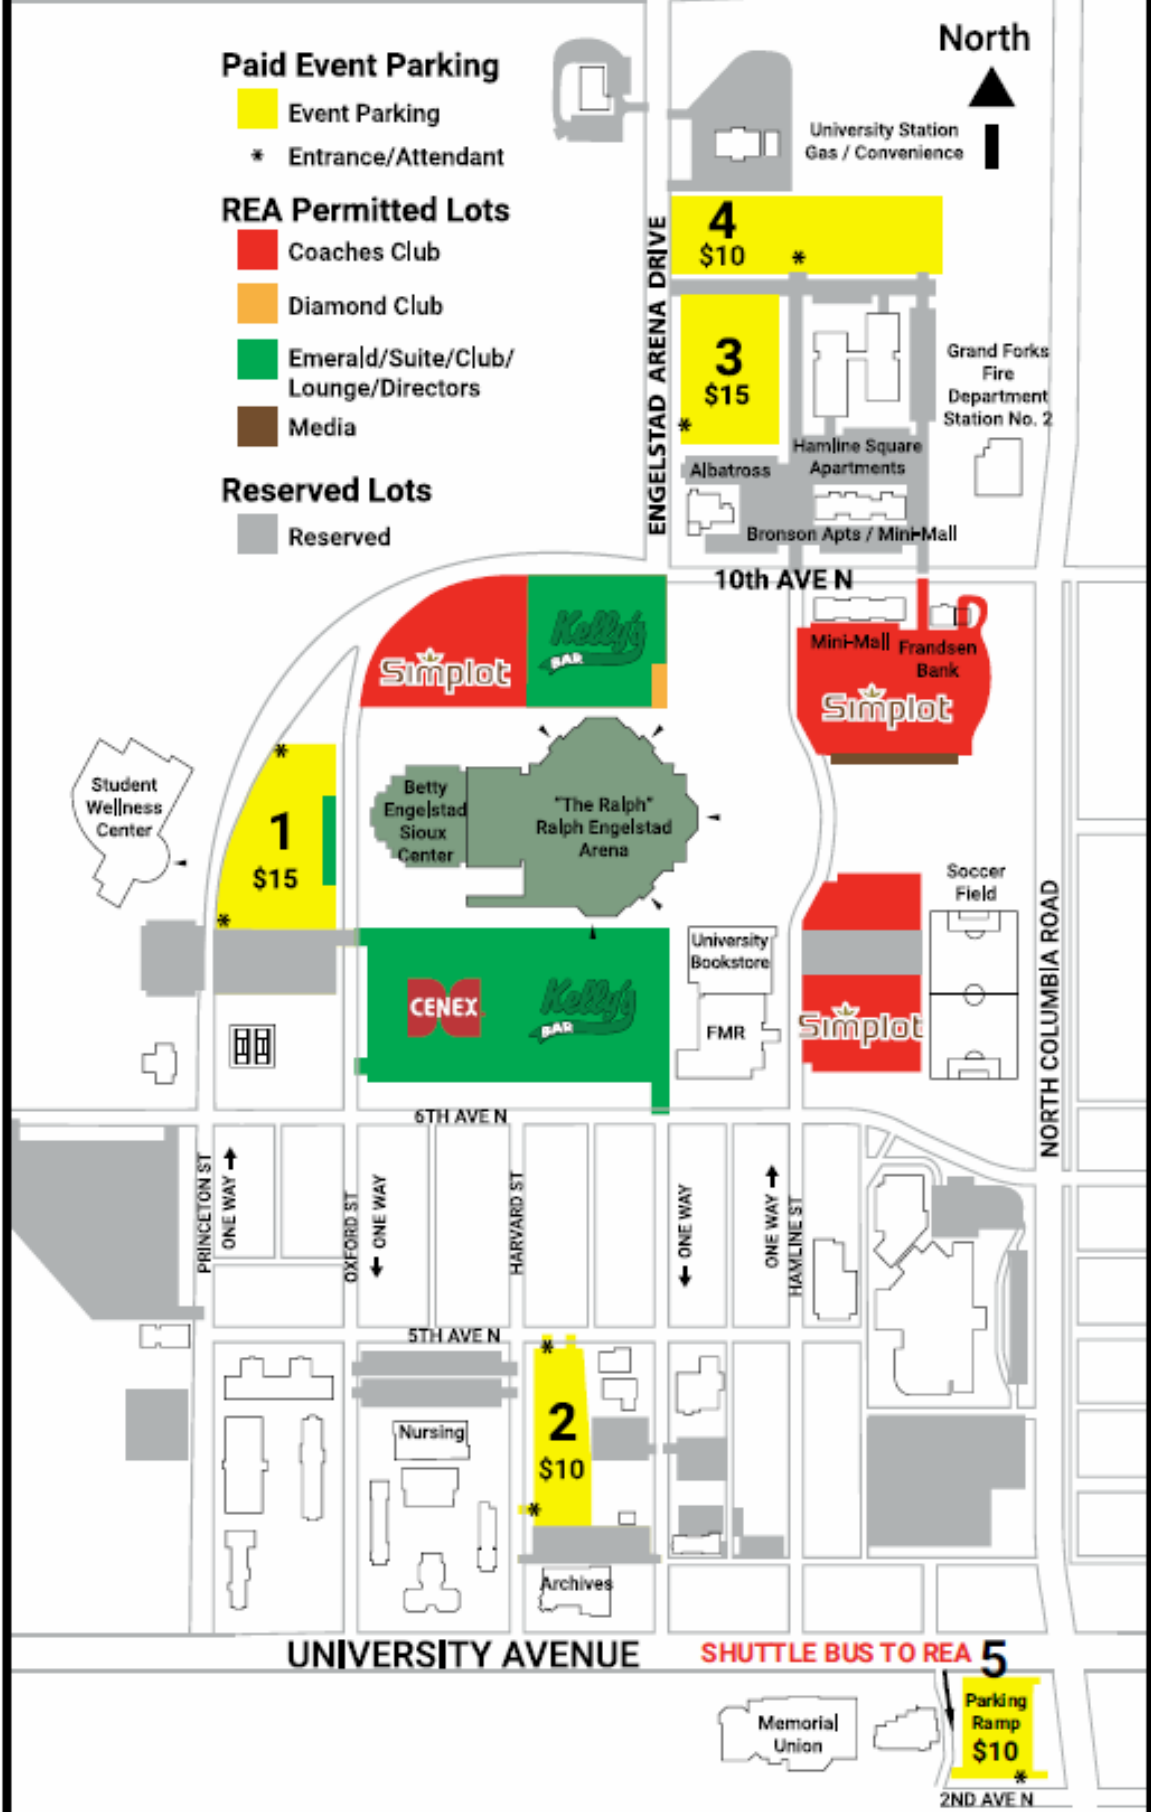 North
Paid Event Parking
Event Parking
* Entrance/Attendant
University Station
Gas / Convenience
REA Permitted Lots
Coaches Club
Diamond Club
Emerald/Suite/Club/
Lounge/Directors
Media
Reserved Lots
Reserved
4
$10
*
ENGELSTAD ARENA DRIVE
3
$15
*
Grand Forks
Fire
Department
Station No. 2
Hamline Square
Apartments
Albatross
Bronson Apts / Mini-Mall
10th AVE N
Simplot
Kelly's
BAR
Mini-Mall
Frandsen
Bank
Simplot
Student
Wellness
Center
*
1
$15
*
Betty
Engelstad
Sioux
Center
"The Ralph"
Ralph Engelstad
Arena
Soccer
Field
University
Bookstore
FMR
CENEX
Kelly's
BAR
Simplot
NORTH COLUMBIA ROAD
6TH AVE N
PRINCETON ST
ONE WAY
OXFORD ST
ONE WAY
HARVARD ST
ONE WAY
ONE WAY
HAMLINE ST
5TH AVE N
*
2
$10
*
Nursing
Archives
UNIVERSITY AVENUE
SHUTTLE BUS TO REA
5
Parking
Ramp
$10
*
Memorial
Union
2ND AVE N